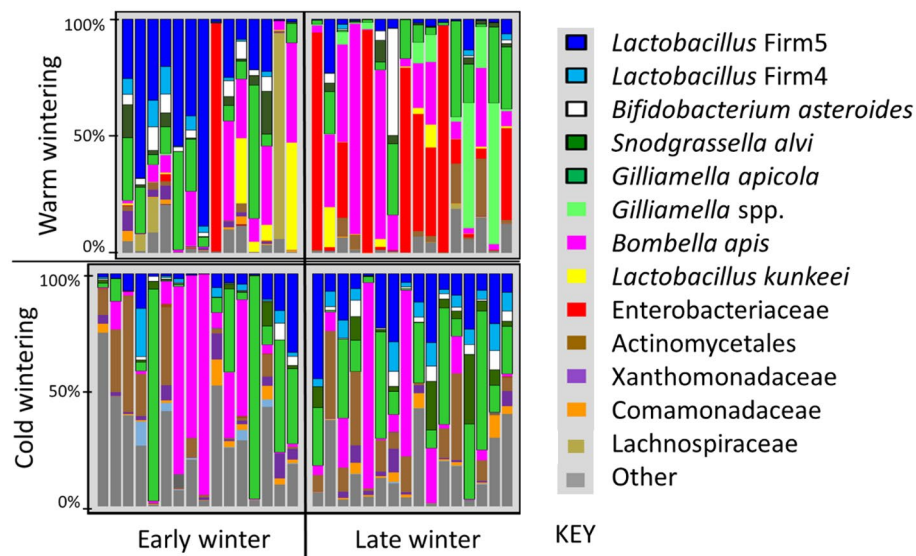 100%
50%
0%
Warm wintering
100%
50%
0%
Cold wintering
Early winter
Late winter
Lactobacillus Firm5
Lactobacillus Firm4
Bifidobacterium asteroides
Snodgrassella alvi
Gilliamella apicola
Gilliamella spp.
Bombella apis
Lactobacillus kunkeei
Enterobacteriaceae
Actinomycetales
Xanthomonadaceae
Comamonadaceae
Lachnospiraceae
Other
KEY